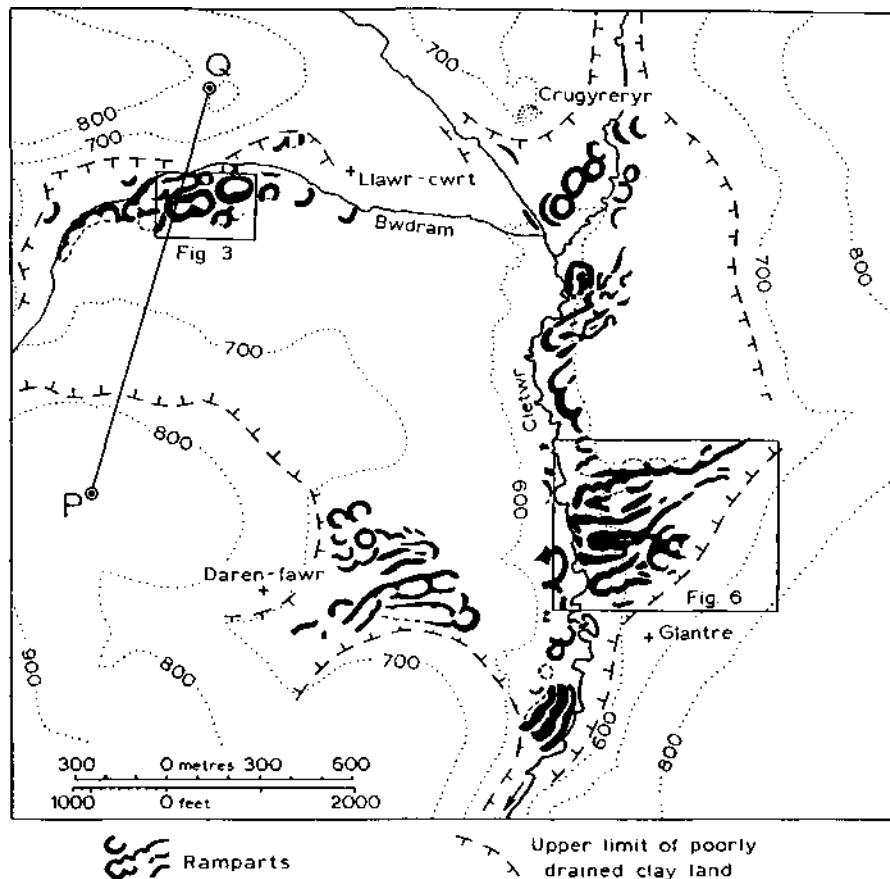 Q
700
Crugyreryr
800
700
Llawr-cwrt
Bwdram
Fig. 3
700
800
700
800
Cletwr
600
P
Daren-fawr
Fig. 6
Glantre
700
900
800
600
800
300 0 metres 300 600
1000 0 feet 2000
Ramparts
Upper limit of poorly
drained clay land